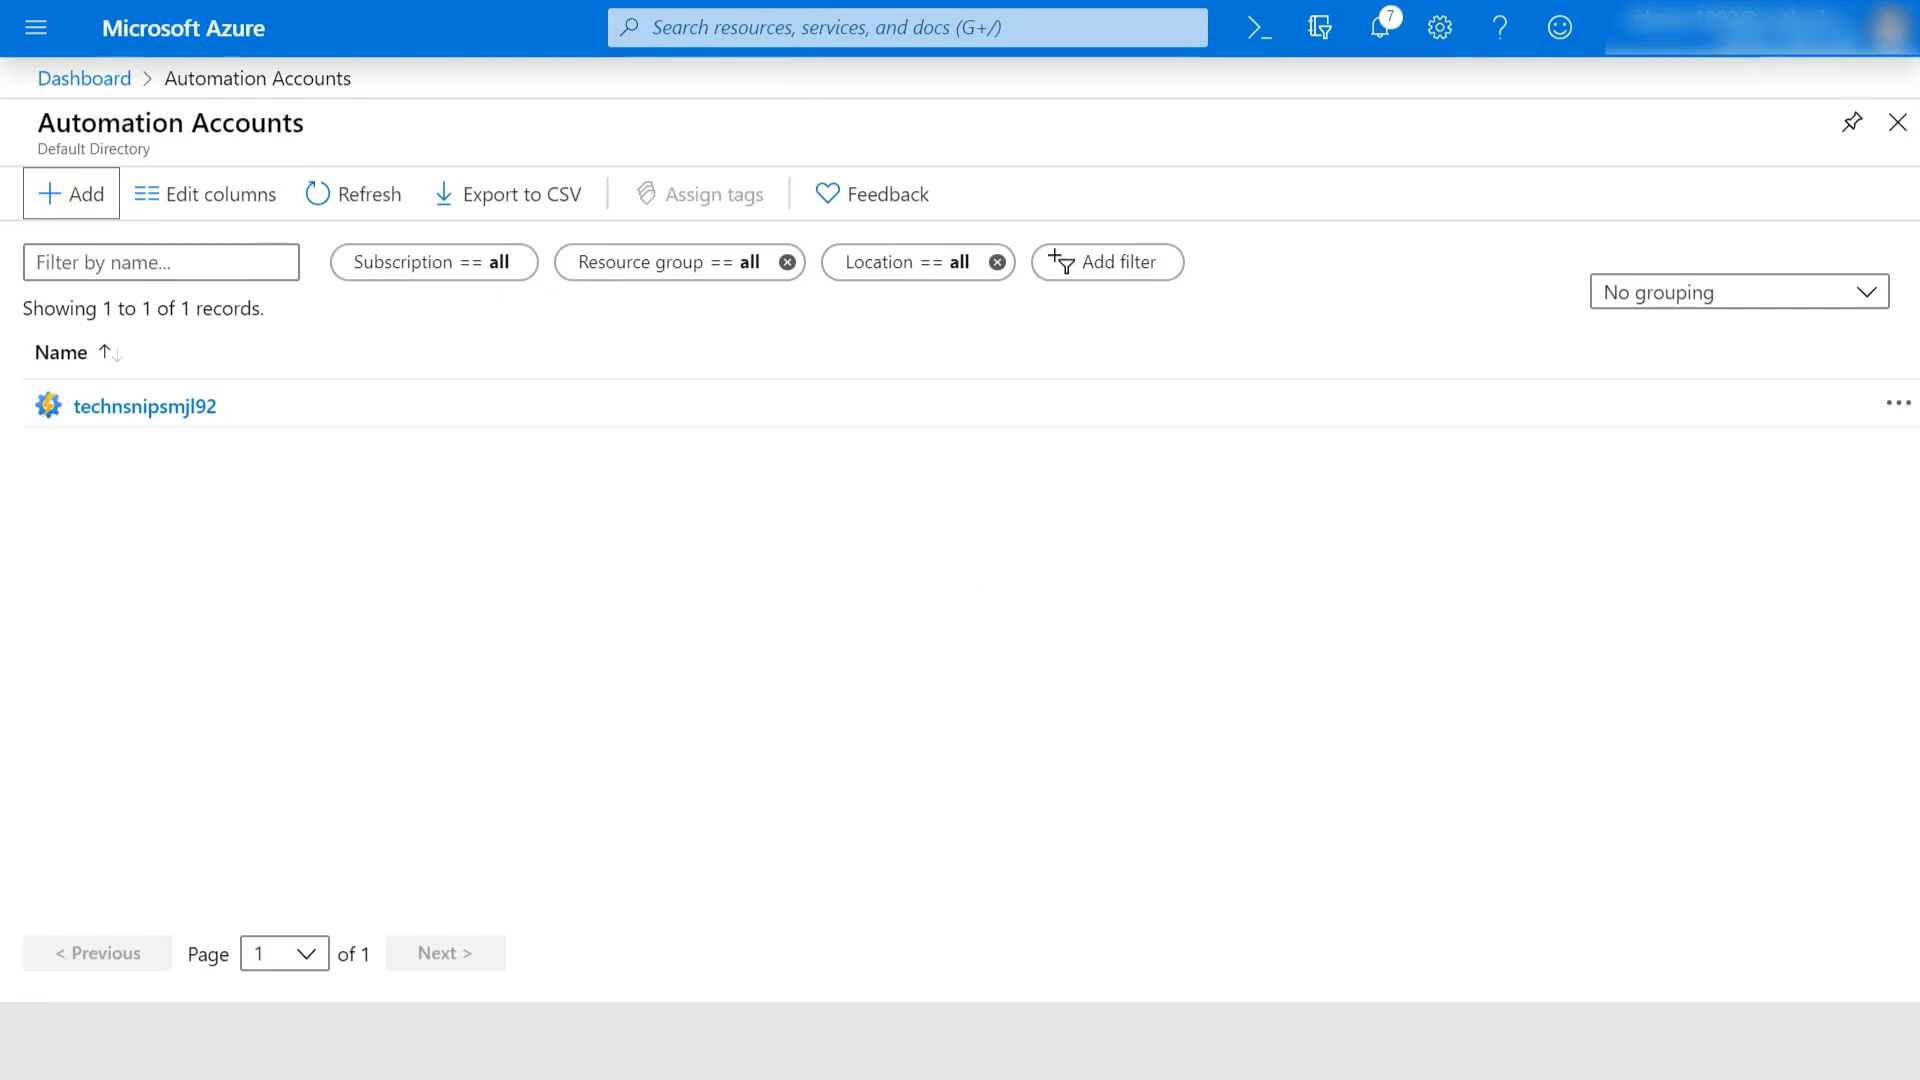 Microsoft Azure
Search resources, services, and docs (G+/)
7
Dashboard > Automation Accounts
Automation Accounts
Default Directory
Add
Edit columns
Refresh
Export to CSV
Assign tags
Feedback
Filter by name...
Subscription == all
Resource group == all
Location == all
Add filter
No grouping
Showing 1 to 1 of 1 records.
Name
technsnipsmjl92
< Previous
Page 1 of 1
Next >